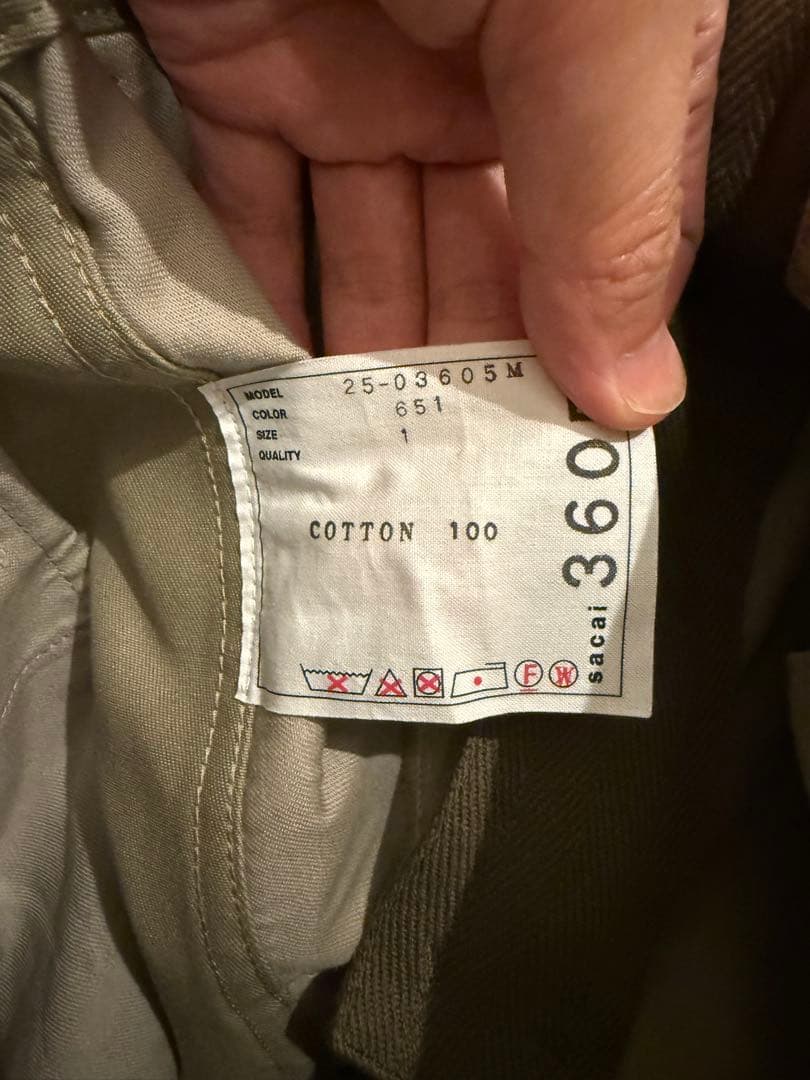 MODEL 25-03605M
COLOR 651
SIZE 1
QUALITY
COTTON 100
F W
sacai 360